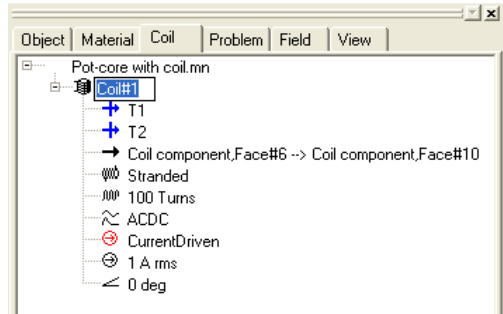 Object Material Coil Problem Field View
Pot-core with coil.mn
Coil#1
T1
T2
Coil component,Face#6 --> Coil component,Face#10
Stranded
100 Turns
ACDC
CurrentDriven
1 A rms
0 deg